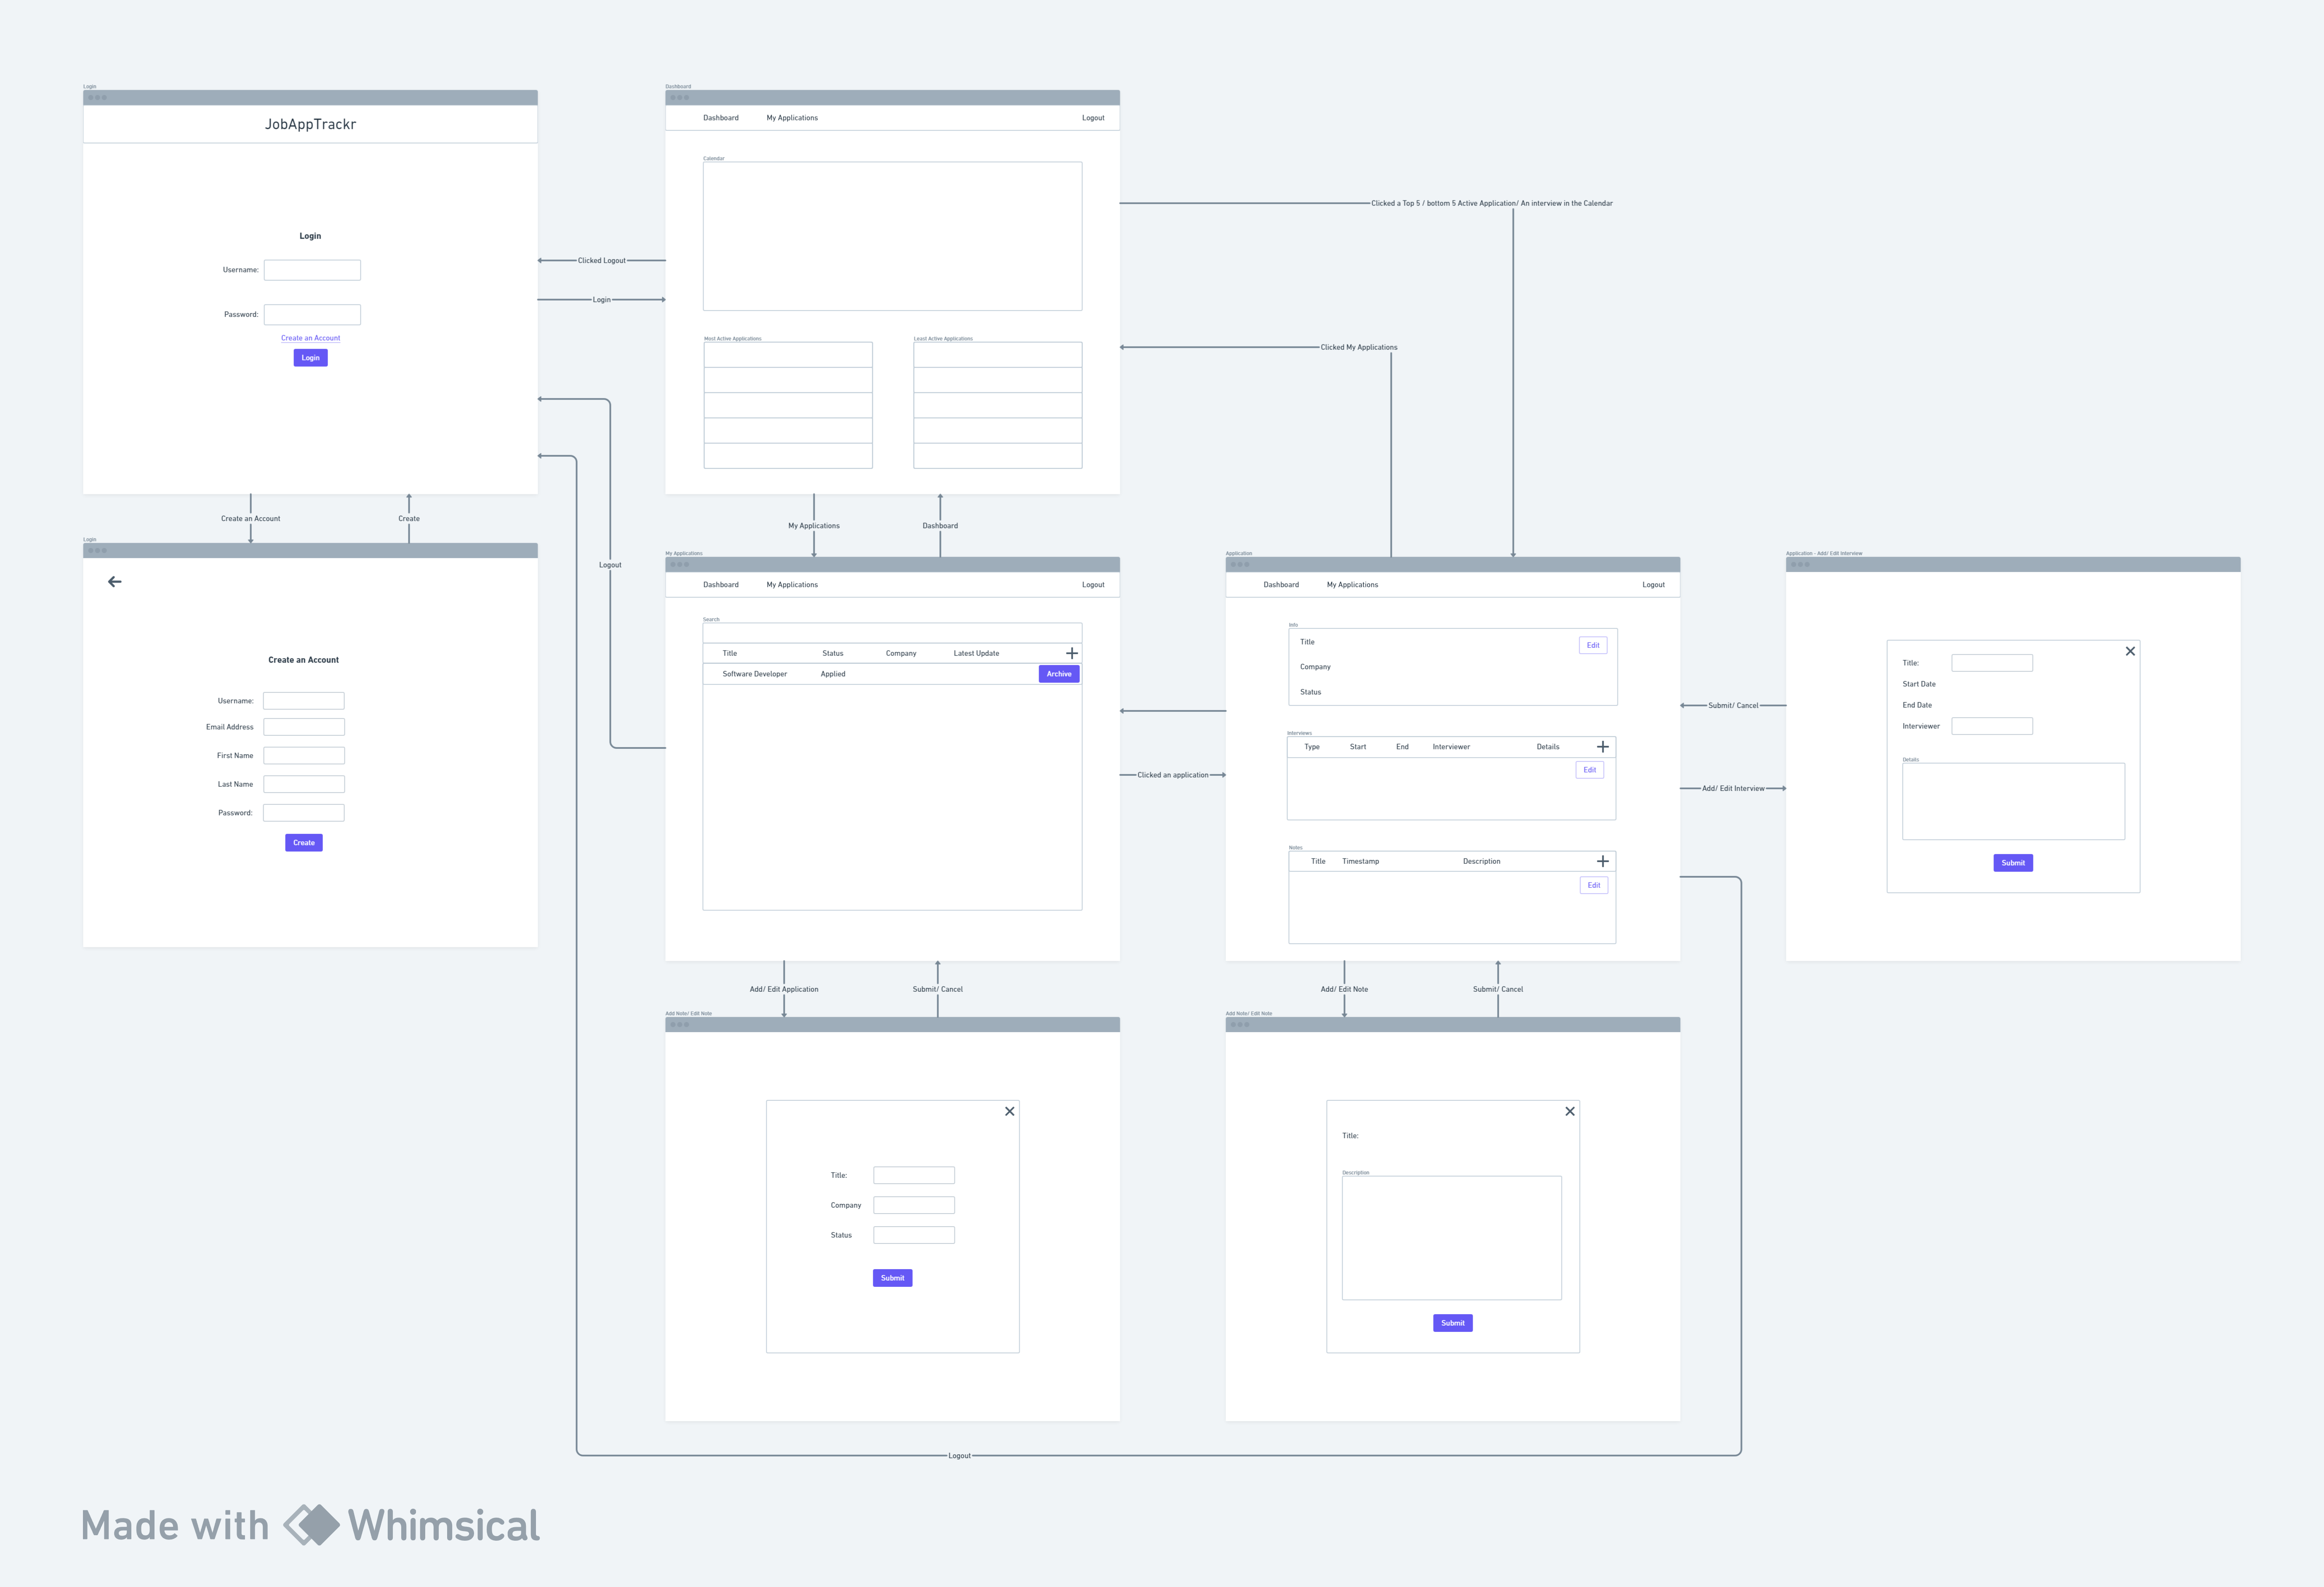 Login
JobAppTrackr
Login
Username:
Password:
Create an Account
Login
Clicked Logout
Login
Dashboard
Dashboard My Applications Logout
Calendar
Most Active Applications Least Active Applications
Clicked a Top 5 / bottom 5 Active Application/ An interview in the Calendar
Clicked My Applications
Create an Account Create
My Applications Dashboard
Logout
Login
Create an Account
Username:
Email Address
First Name
Last Name
Password:
Create
My Applications
Dashboard My Applications Logout
Search
Title Status Company Latest Update
Software Developer Applied Archive
Clicked an application
Application
Dashboard My Applications Logout
Info
Title Edit
Company
Status
Interviews
Type Start End Interviewer Details
Edit
Notes
Title Timestamp Description
Edit
Submit/ Cancel
Add/ Edit Interview
Application - Add/ Edit Interview
Title:
Start Date
End Date
Interviewer
Details
Submit
Add/ Edit Application Submit/ Cancel
Add/ Edit Note Submit/ Cancel
Add Note/ Edit Note
Title:
Company
Status
Submit
Add Note/ Edit Note
Title:
Description
Submit
Logout
Made with Whimsical